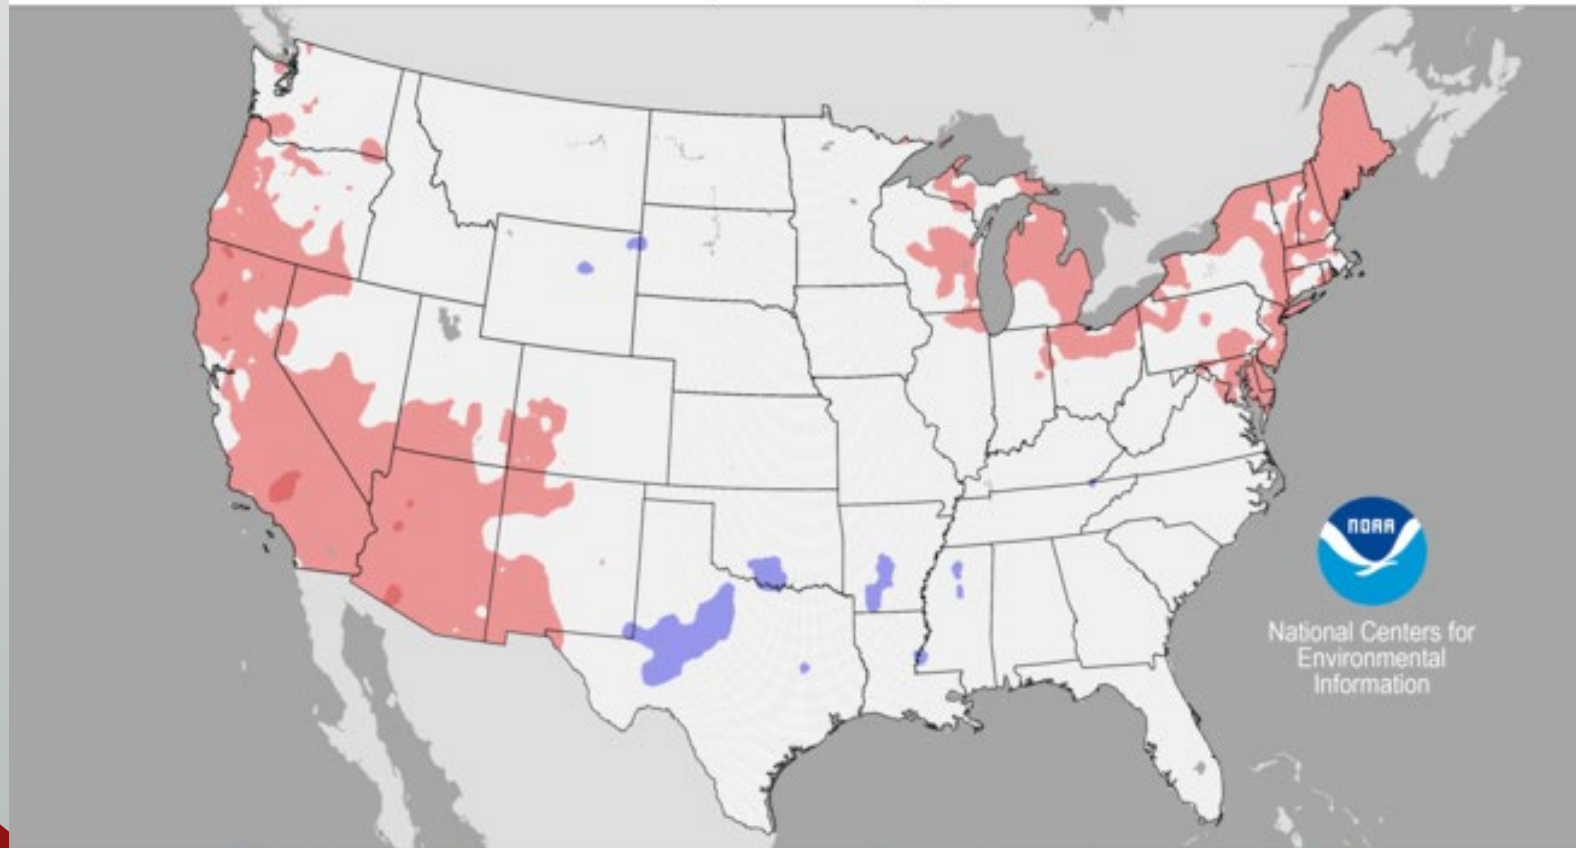 NOAA
National Centers for
Environmental
Information